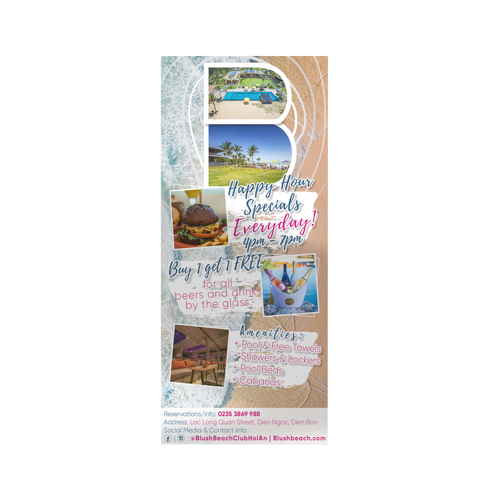 B
Happy Hour
Specials
Everyday!
4pm - 7pm
Buy 1 get 1 FREE
for all
beers and drinks
by the glass
Amenities:
+ Pool & Free Towels
+ Showers & Lockers
+ Pool Beds
+ Cabanas
Reservations/Info: 0235 3869 988
Address: Lac Long Quan Street, Dien Ngoc, Dien Ban
Social Media & Contact Info:
f | @BlushBeachClubHoiAn | Blushbeach.com